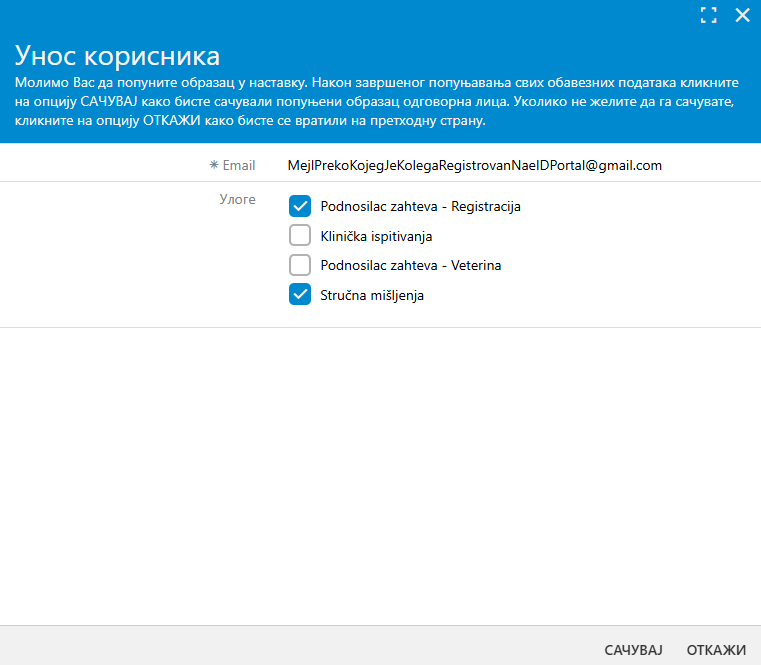 Унос корисника
Молимо Вас да попуните образац у наставку. Након завршеног попуњавања свих обавезних података кликните
на опцију САЧУВАЈ како бисте сачували попуњени образац одговорна лица. Уколико не желите да га сачувате,
кликните на опцију ОТКАЖИ како бисте се вратили на претходну страну.
* Email MejlPrekoKojegJeKolegaRegistrovanNaeIDPortal@gmail.com
Улоге
Podnosilac zahteva - Registracija
Klinička ispitivanja
Podnosilac zahteva - Veterina
Stručna mišljenja
САЧУВАЈ ОТКАЖИ